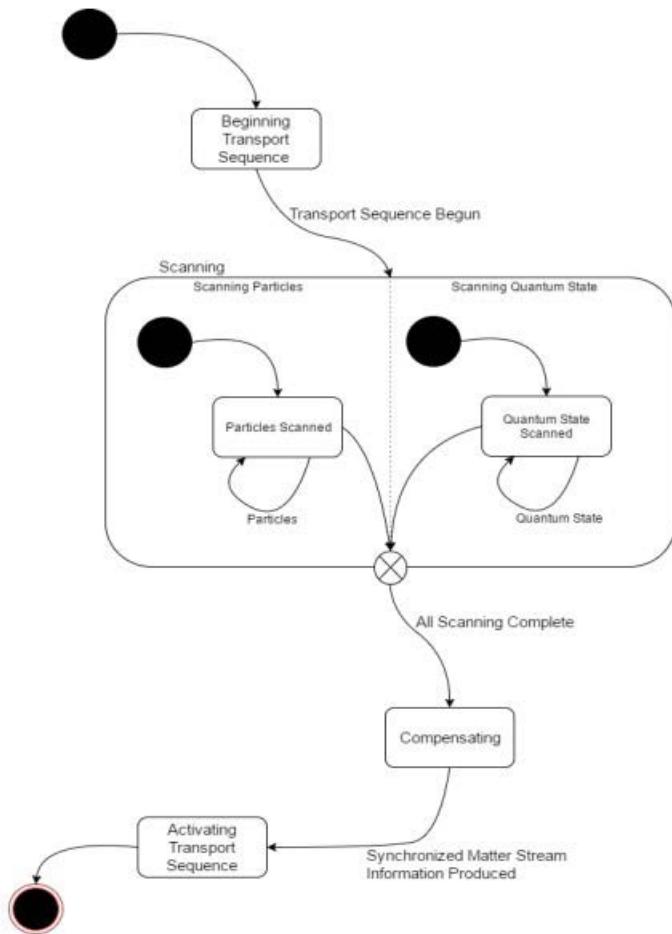 Beginning
Transport
Sequence
Transport Sequence Begun
Scanning
Scanning Particles
Scanning Quantum State
Particles Scanned
Quantum State
Scanned
Particles
Quantum State
All Scanning Complete
Compensating
Activating
Transport
Sequence
Synchronized Matter Stream
Information Produced